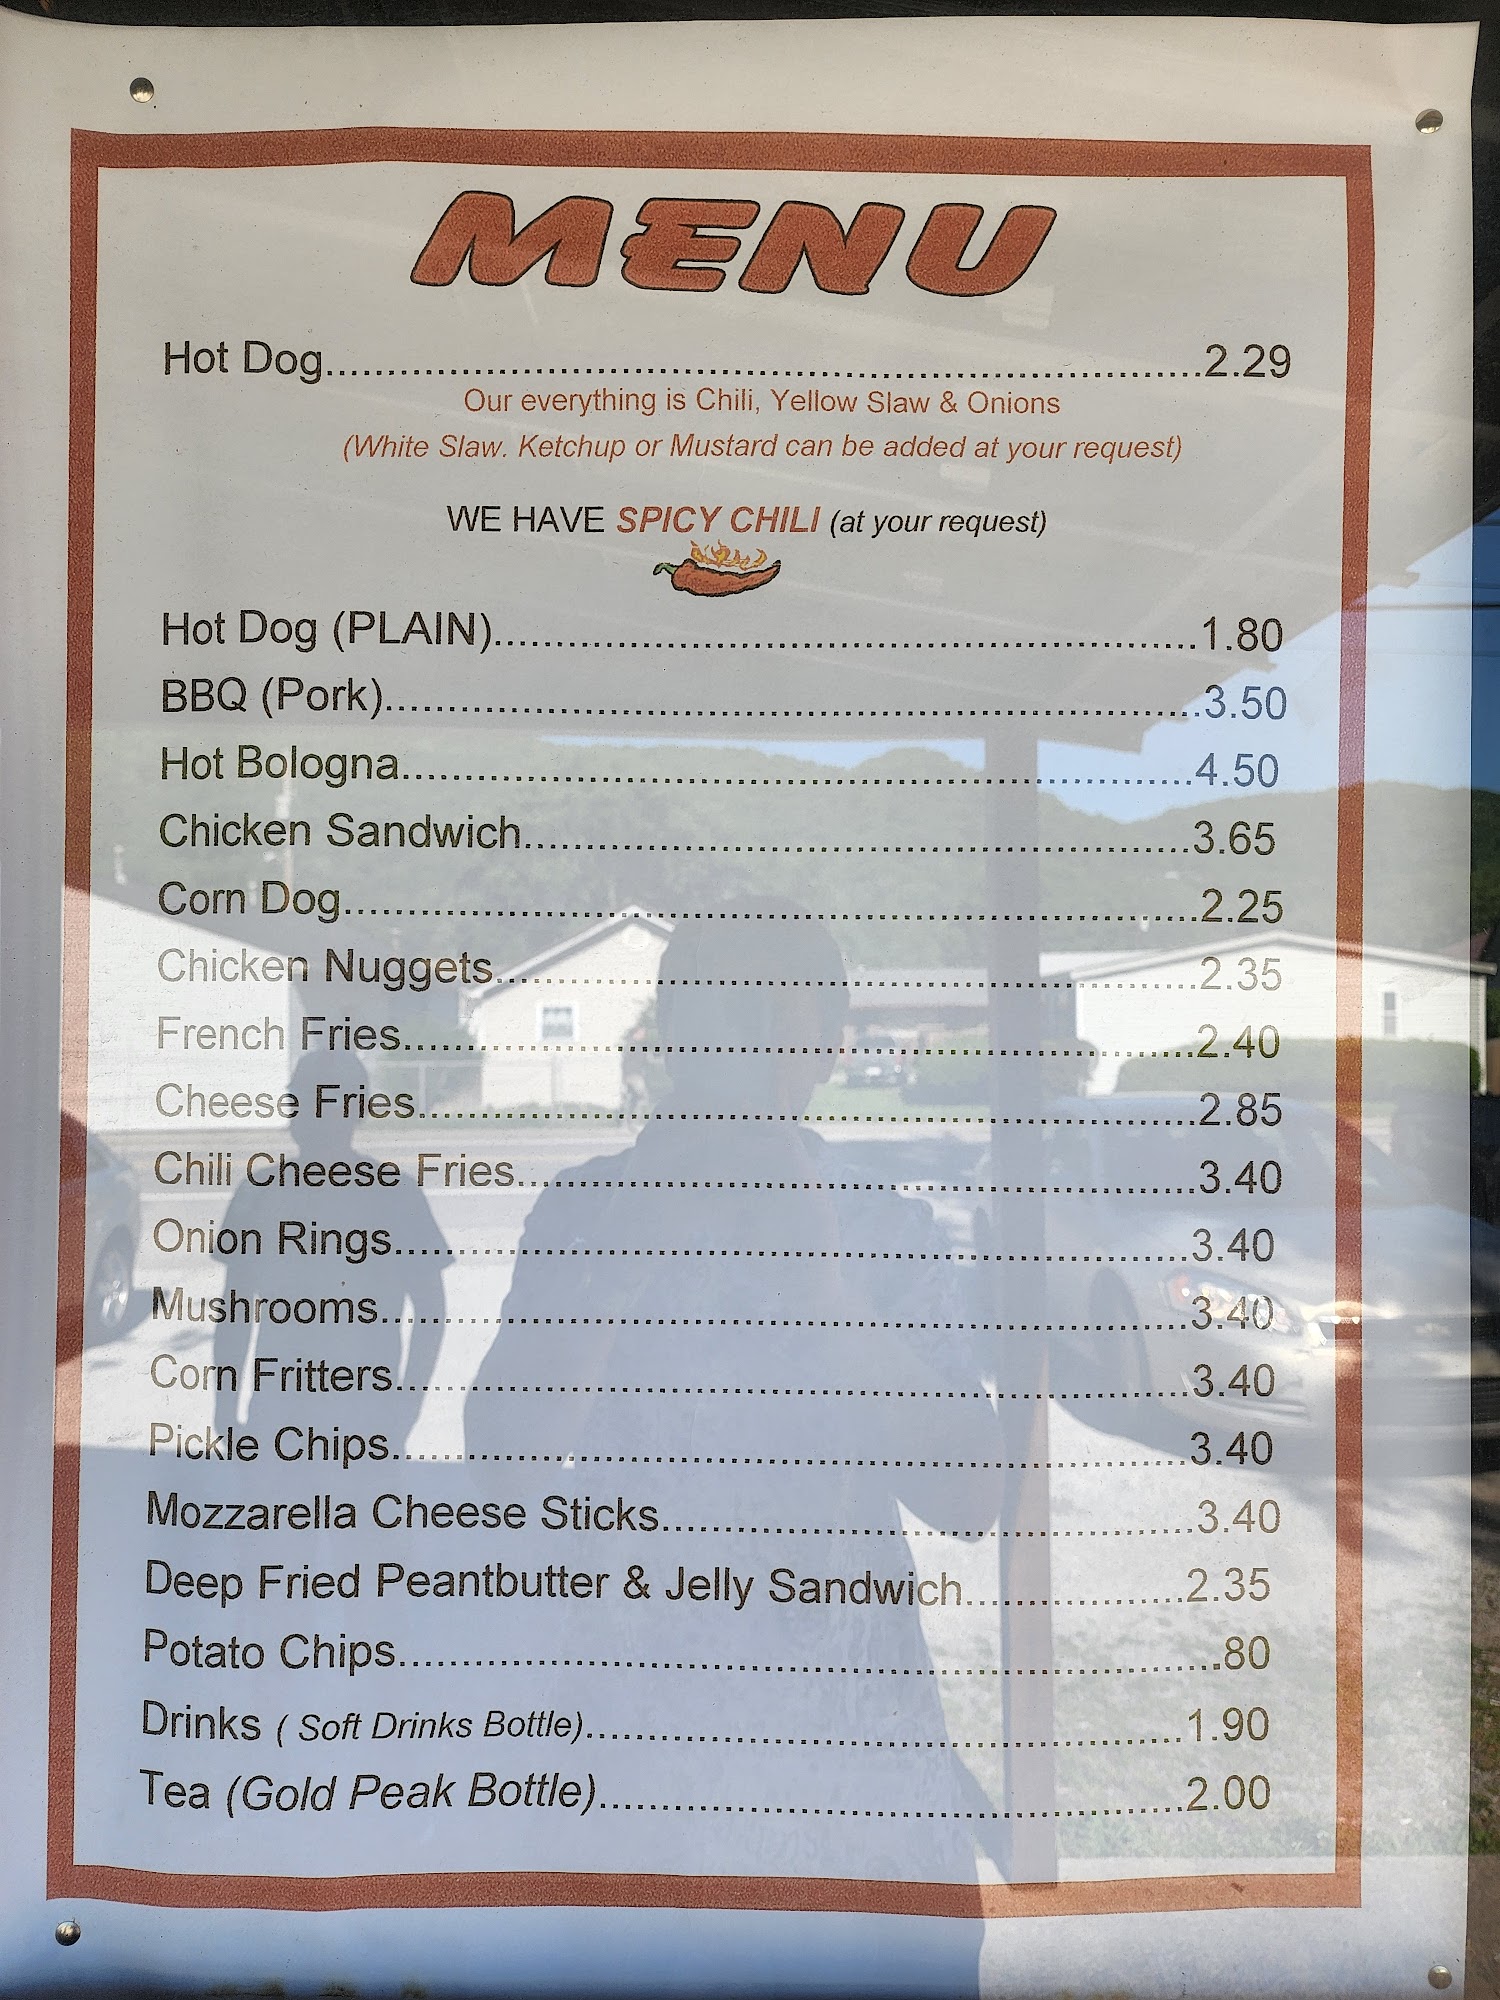 MENU
Hot Dog..........................................................................2.29
Our everything is Chili, Yellow Slaw & Onions
(White Slaw. Ketchup or Mustard can be added at your request)
WE HAVE SPICY CHILI (at your request)
Hot Dog (PLAIN)..........................................................1.80
BBQ (Pork)...................................................................3.50
Hot Bologna.................................................................4.50
Chicken Sandwich.......................................................3.65
Corn Dog......................................................................2.25
Chicken Nuggets..........................................................2.35
French Fries.................................................................2.40
Cheese Fries................................................................2.85
Chili Cheese Fries........................................................3.40
Onion Rings..................................................................3.40
Mushrooms...................................................................3.40
Corn Fritters..................................................................3.40
Pickle Chips..................................................................3.40
Mozzarella Cheese Sticks............................................3.40
Deep Fried Peantbutter & Jelly Sandwich..................2.35
Potato Chips....................................................................80
Drinks ( Soft Drinks Bottle).................................................1.90
Tea (Gold Peak Bottle)................................................2.00